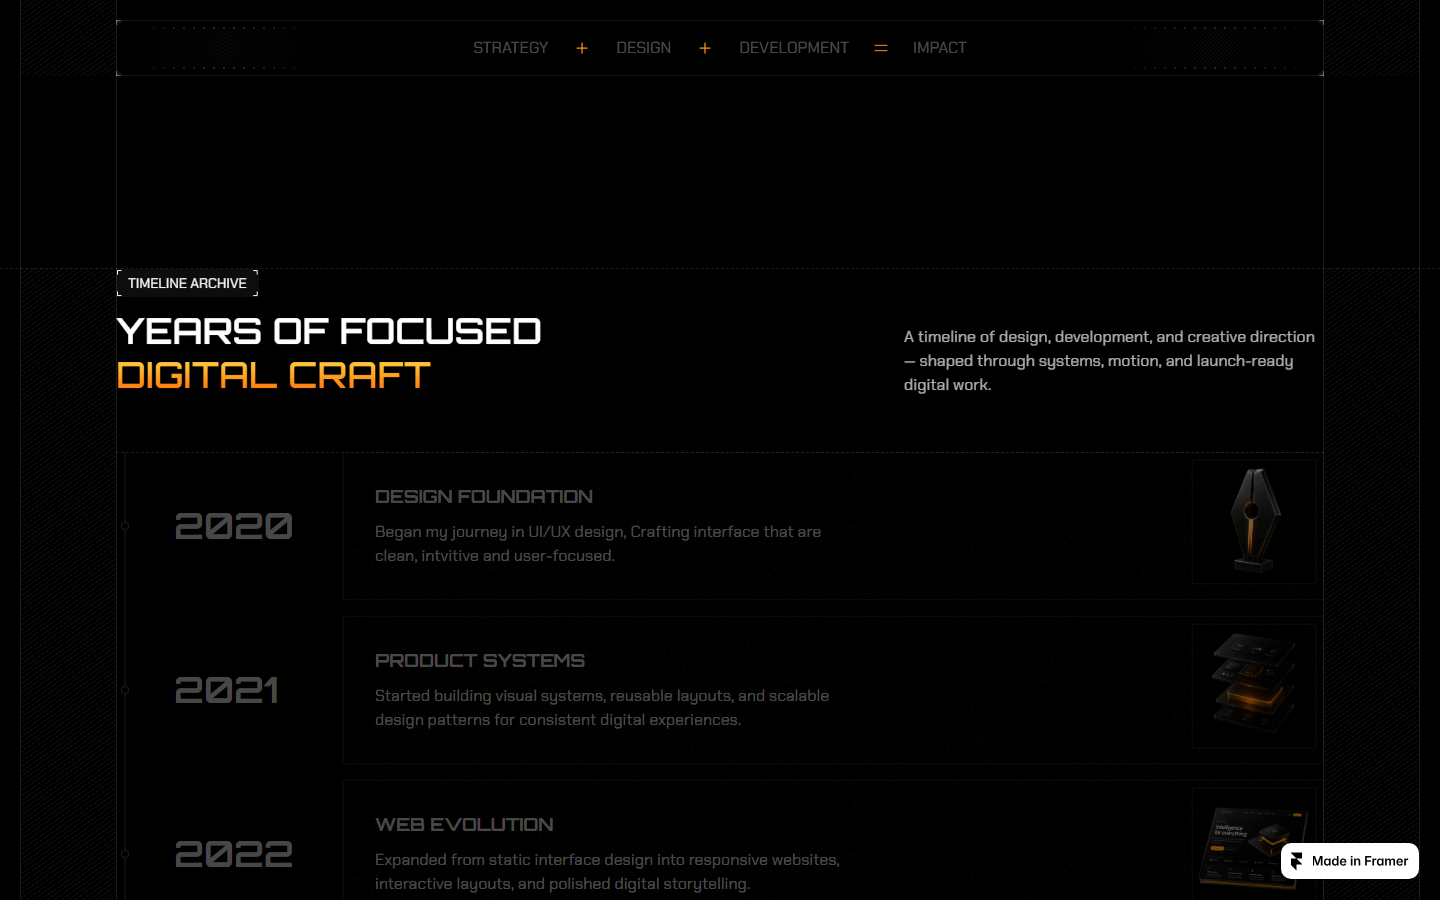 STRATEGY + DESIGN + DEVELOPMENT = IMPACT
TIMELINE ARCHIVE
YEARS OF FOCUSED
DIGITAL CRAFT
A timeline of design, development, and creative direction
— shaped through systems, motion, and launch-ready
digital work.
2020
DESIGN FOUNDATION
Began my journey in UI/UX design, Crafting interface that are
clean, intvitive and user-focused.
2021
PRODUCT SYSTEMS
Started building visual systems, reusable layouts, and scalable
design patterns for consistent digital experiences.
2022
WEB EVOLUTION
Expanded from static interface design into responsive websites,
interactive layouts, and polished digital storytelling.
Intelligence
for everything
Made in Framer